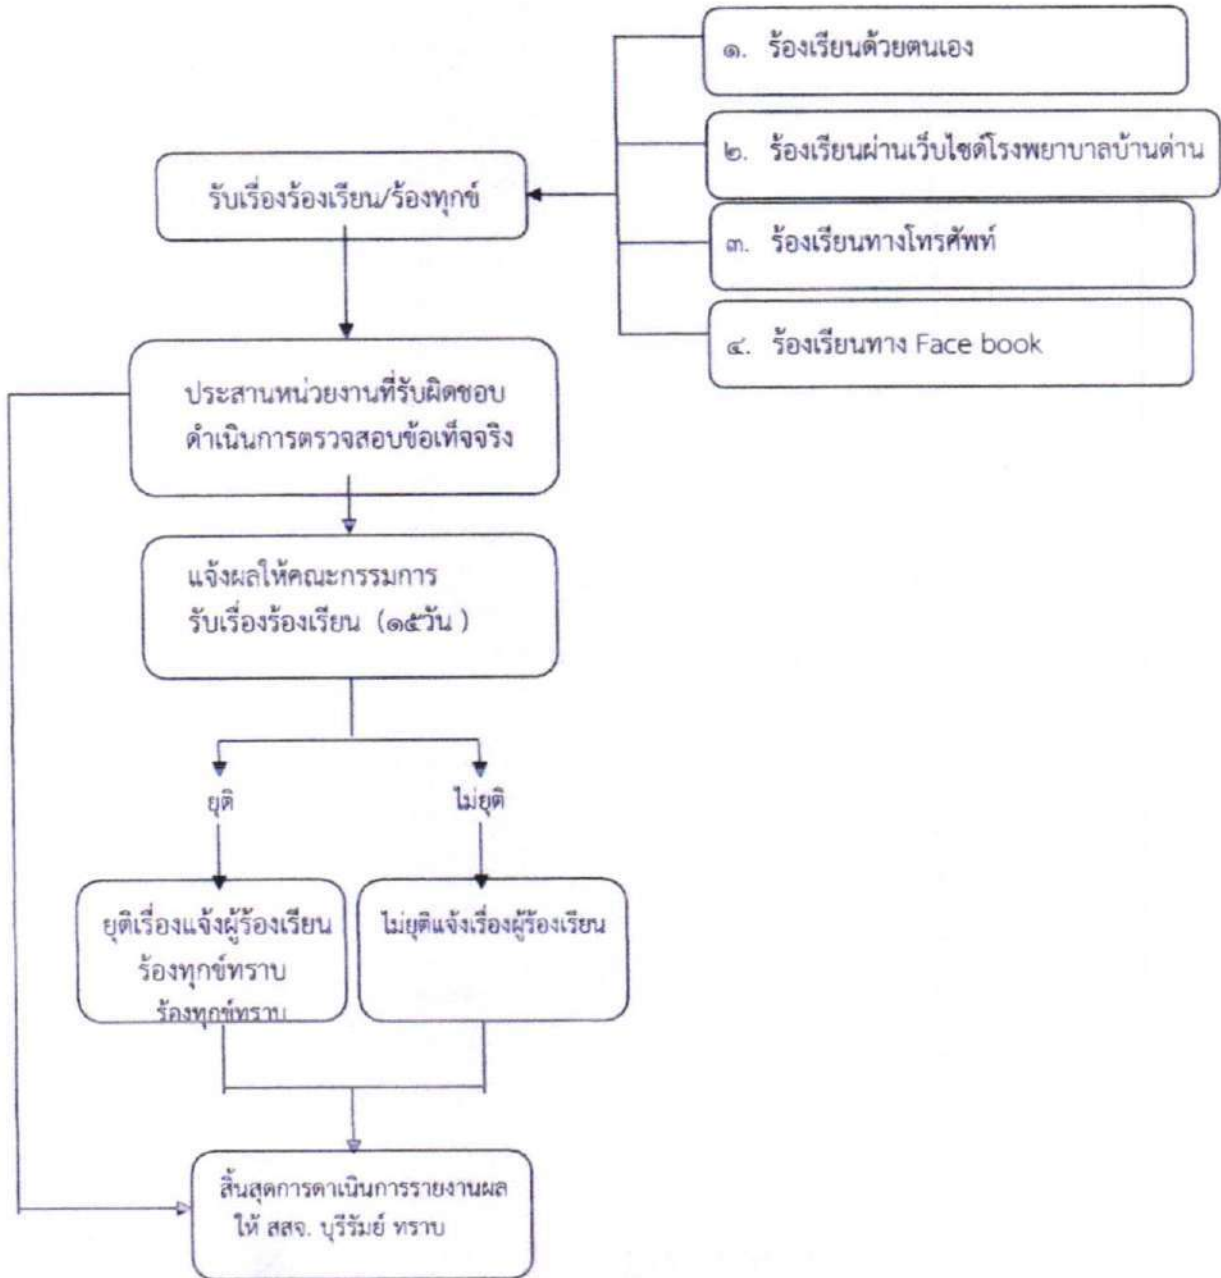 ๑. ร้องเรียนด้วยตนเอง
๒. ร้องเรียนผ่านเว็บไซต์โรงพยาบาลบ้านด่าน
รับเรื่องร้องเรียน/ร้องทุกข์
๓. ร้องเรียนทางโทรศัพท์
๔. ร้องเรียนทาง Face book
ประสานหน่วยงานที่รับผิดชอบ
ดำเนินการตรวจสอบข้อเท็จจริง
แจ้งผลให้คณะกรรมการ
รับเรื่องร้องเรียน (๑๕วัน )
ยุติ
ไม่ยุติ
ยุติเรื่องแจ้งผู้ร้องเรียน
ร้องทุกข์ทราบ
ร้องทุกข์ทราบ
ไม่ยุติแจ้งเรื่องผู้ร้องเรียน
สิ้นสุดการดาเนินการรายงานผล
ให้ สสจ. บุรีรัมย์ ทราบ